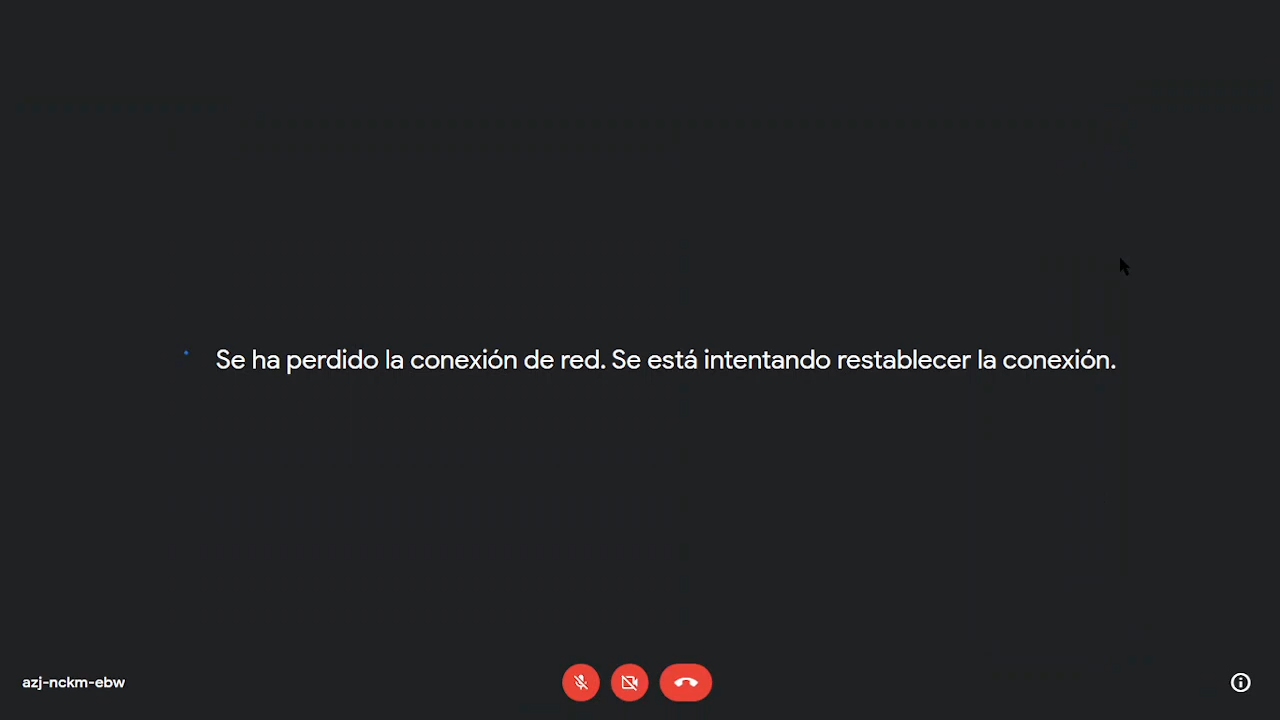 Se ha perdido la conexión de red. Se está intentando restablecer la conexión.
azj-nckm-ebw